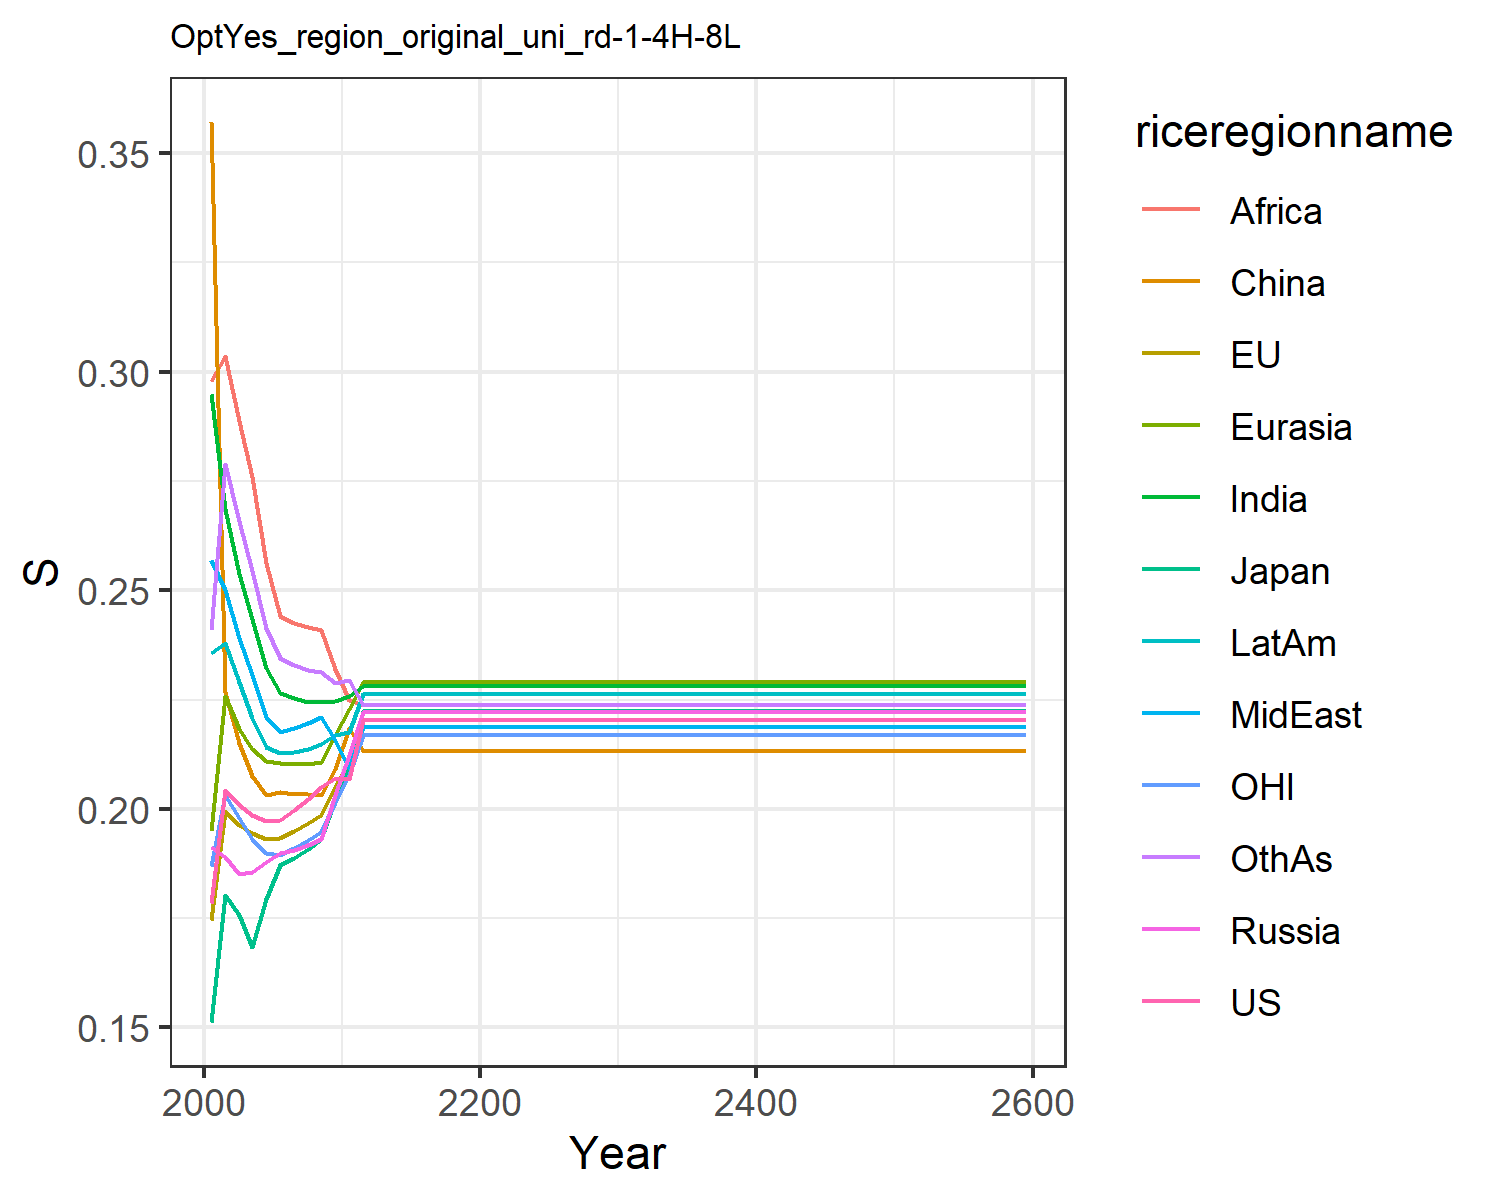 OptYes_region_original_uni_rd-1-4H-8L
0.35
0.30
0.25
0.20
0.15
S
2000 2200 2400 2600
Year
riceregionname
Africa
China
EU
Eurasia
India
Japan
LatAm
MidEast
OHI
OthAs
Russia
US